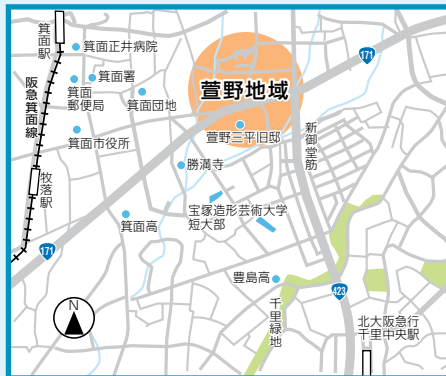 箕面駅
箕面正井病院
171
箕面署
箕面
郵便局
箕面団地
萱野地域
阪急箕面線
箕面市役所
萱野三平旧邸
新御堂筋
勝満寺
牧落駅
宝塚造形芸術大学
短大部
箕面高
171
豊島高
423
千里緑地
N
北大阪急行
千里中央駅